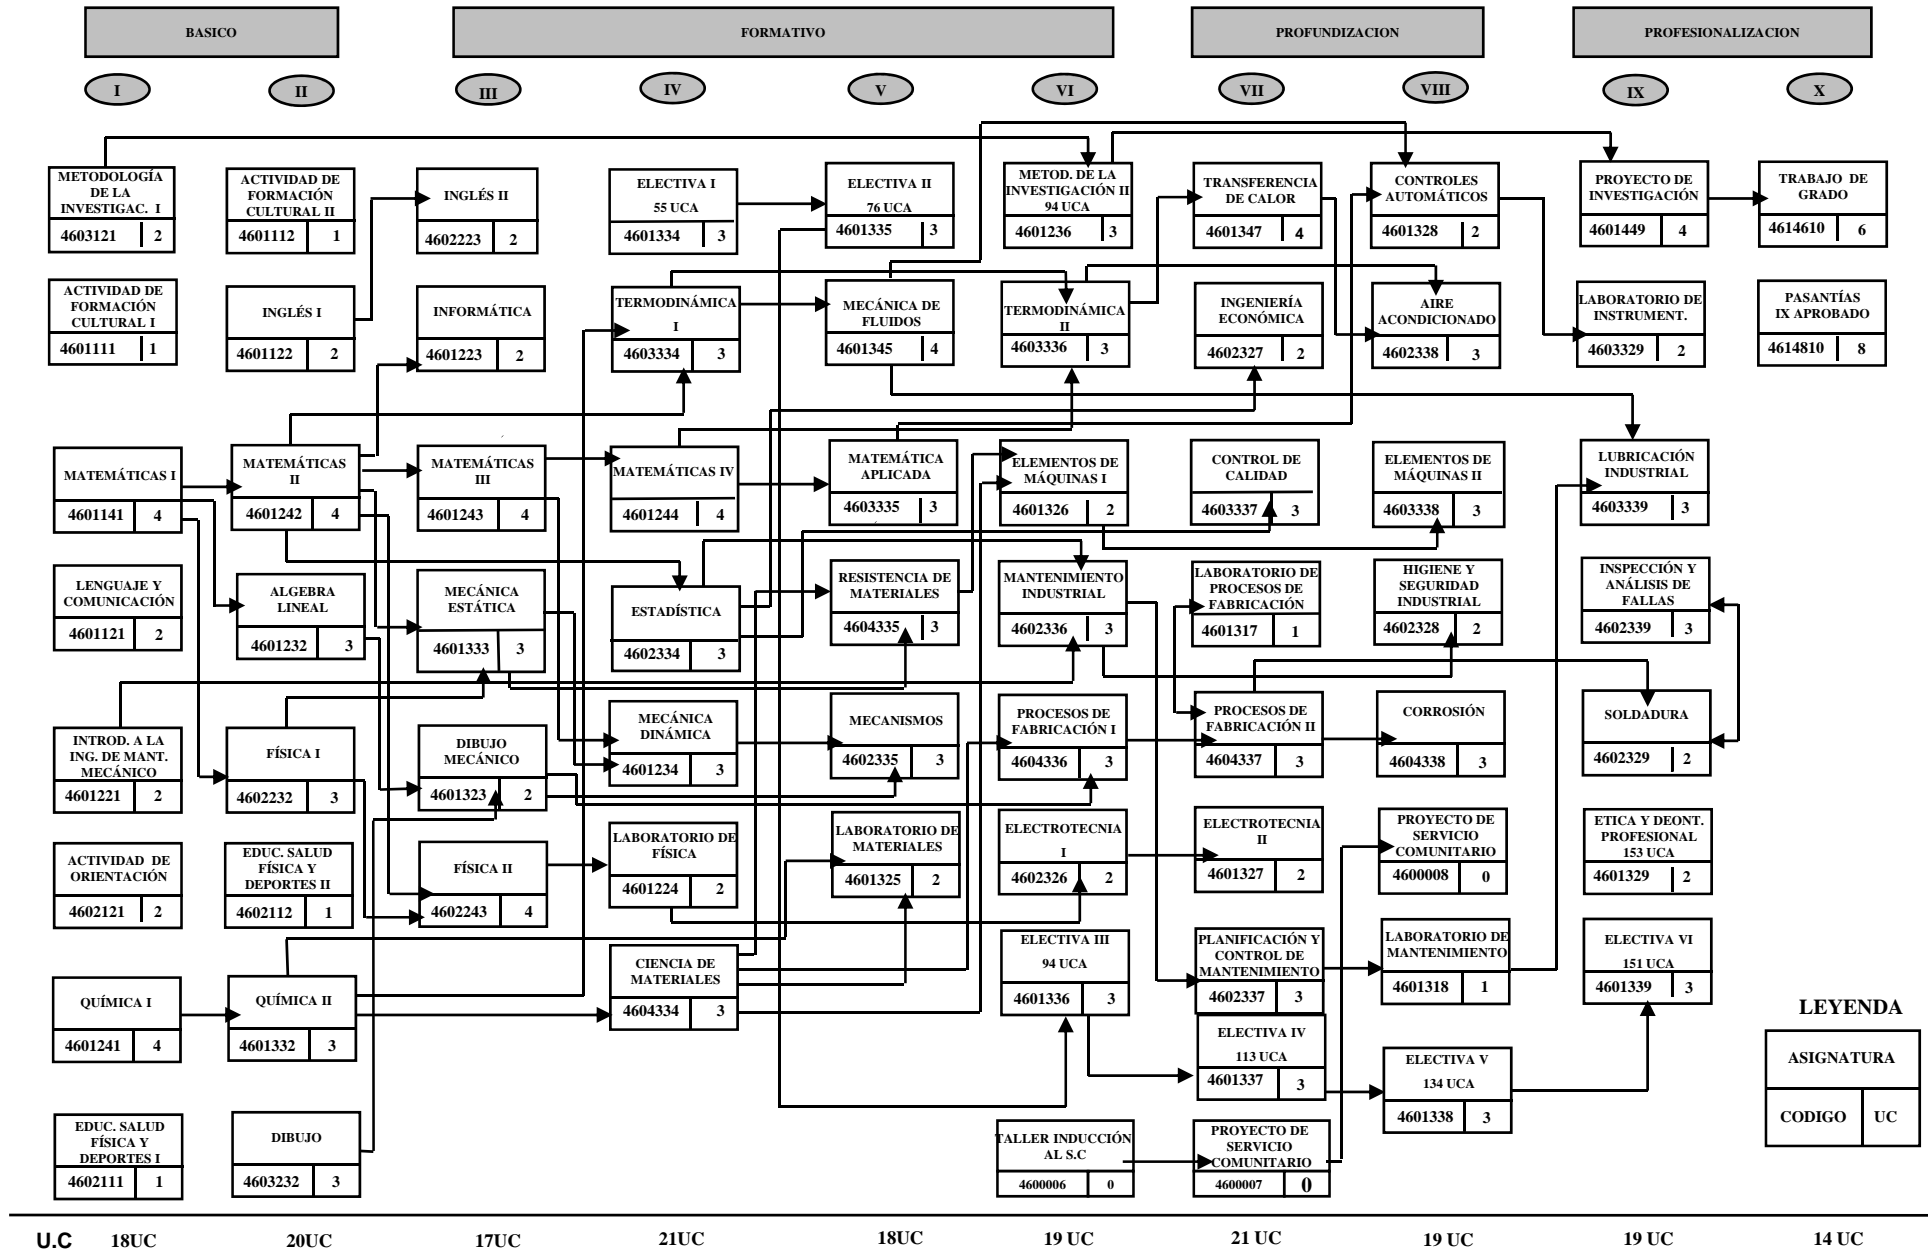 BASICO
FORMATIVO
PROFUNDIZACION
PROFESIONALIZACION
I
II
III
IV
V
VI
VII
VIII
IX
X
METODOLOGÍA
DE LA
INVESTIGAC. I
4603121
2
ACTIVIDAD DE
FORMACIÓN
CULTURAL I
4601111
1
MATEMÁTICAS I
4601141
4
LENGUAJE Y
COMUNICACIÓN
4601121
2
INTROD. A LA
ING. DE MANT.
MECÁNICO
4601221
2
ACTIVIDAD DE
ORIENTACIÓN
4602121
2
QUÍMICA I
4601241
4
EDUC. SALUD
FÍSICA Y
DEPORTES I
4602111
1
ACTIVIDAD DE
FORMACIÓN
CULTURAL II
4601112
1
INGLÉS I
4601122
2
MATEMÁTICAS
II
4601242
4
ALGEBRA
LINEAL
4601232
3
FÍSICA I
4602232
3
EDUC. SALUD
FÍSICA Y
DEPORTES II
4602112
1
QUÍMICA II
4601332
3
DIBUJO
4603232
3
INGLÉS II
4602223
2
INFORMÁTICA
4601223
2
MATEMÁTICAS
III
4601243
4
MECÁNICA
ESTÁTICA
4601333
3
DIBUJO
MECÁNICO
4601323
2
FÍSICA II
4602243
4
ELECTIVA I
55 UCA
4601334
3
TERMODINÁMICA
I
4603334
3
MATEMÁTICAS IV
4601244
4
ESTADÍSTICA
4602334
3
MECÁNICA
DINÁMICA
4601234
3
LABORATORIO DE
FÍSICA
4601224
2
CIENCIA DE
MATERIALES
4604334
3
ELECTIVA II
76 UCA
4601335
3
MECÁNICA DE
FLUIDOS
4601345
4
MATEMÁTICA
APLICADA
4603335
3
RESISTENCIA DE
MATERIALES
4604335
3
MECANISMOS
4602335
3
LABORATORIO DE
MATERIALES
4601325
2
METOD. DE LA
INVESTIGACIÓN II
94 UCA
4601236
3
TERMODINÁMICA
II
4603336
3
ELEMENTOS DE
MÁQUINAS I
4601326
2
MANTENIMIENTO
INDUSTRIAL
4602336
3
PROCESOS DE
FABRICACIÓN I
4604336
3
ELECTROTECNIA
I
4602326
2
ELECTIVA III
94 UCA
4601336
3
TALLER INDUCCIÓN
AL S.C
4600006
0
TRANSFERENCIA
DE CALOR
4601347
4
INGENIERÍA
ECONÓMICA
4602327
2
CONTROL DE
CALIDAD
4603337
3
LABORATORIO DE
PROCESOS DE
FABRICACIÓN
4601317
1
PROCESOS DE
FABRICACIÓN II
4604337
3
ELECTROTECNIA
II
4601327
2
PLANIFICACIÓN Y
CONTROL DE
MANTENIMIENTO
4602337
3
ELECTIVA IV
113 UCA
4601337
3
PROYECTO DE
SERVICIO
COMUNITARIO
4600007
0
CONTROLES
AUTOMÁTICOS
4601328
2
AIRE
ACONDICIONADO
4602338
3
ELEMENTOS DE
MÁQUINAS II
4603338
3
HIGIENE Y
SEGURIDAD
INDUSTRIAL
4602328
2
CORROSIÓN
4604338
3
PROYECTO DE
SERVICIO
COMUNITARIO
4600008
0
LABORATORIO DE
MANTENIMIENTO
4601318
1
ELECTIVA V
134 UCA
4601338
3
PROYECTO DE
INVESTIGACIÓN
4601449
4
LABORATORIO DE
INSTRUMENT.
4603329
2
LUBRICACIÓN
INDUSTRIAL
4603339
3
INSPECCIÓN Y
ANÁLISIS DE
FALLAS
4602339
3
SOLDADURA
4602329
2
ETICA Y DEONT.
PROFESIONAL
153 UCA
4601329
2
ELECTIVA VI
151 UCA
4601339
3
TRABAJO DE
GRADO
4614610
6
PASANTÍAS
IX APROBADO
4614810
8
LEYENDA
ASIGNATURA
CODIGO
UC
U.C
18UC
20UC
17UC
21UC
18UC
19 UC
21 UC
19 UC
19 UC
14 UC